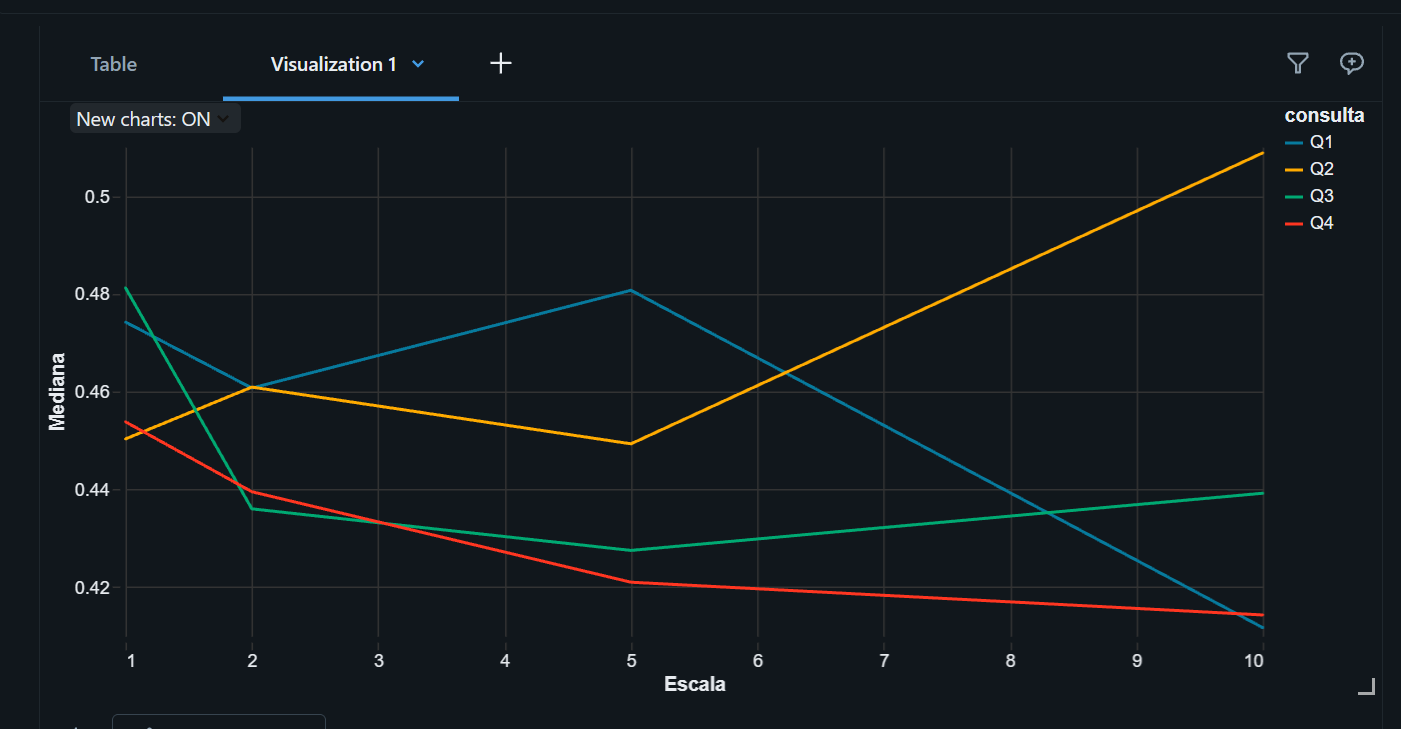 Table Visualization 1
New charts: ON
consulta
Q1
Q2
Q3
Q4
0.5
0.48
0.46
0.44
0.42
Mediana
1 2 3 4 5 6 7 8 9 10
Escala